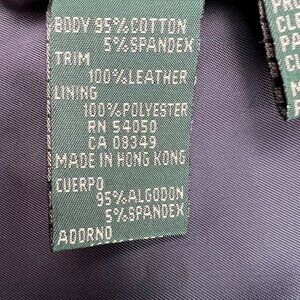 BODY 95%COTTON
5%SPANDEX
TRIM
100%LEATHER
LINING
100%POLYESTER
RN 54050
CA 08349
MADE IN HONG KONG
CUERPO
95%ALGODON
5%SPANDEX
ADORNO